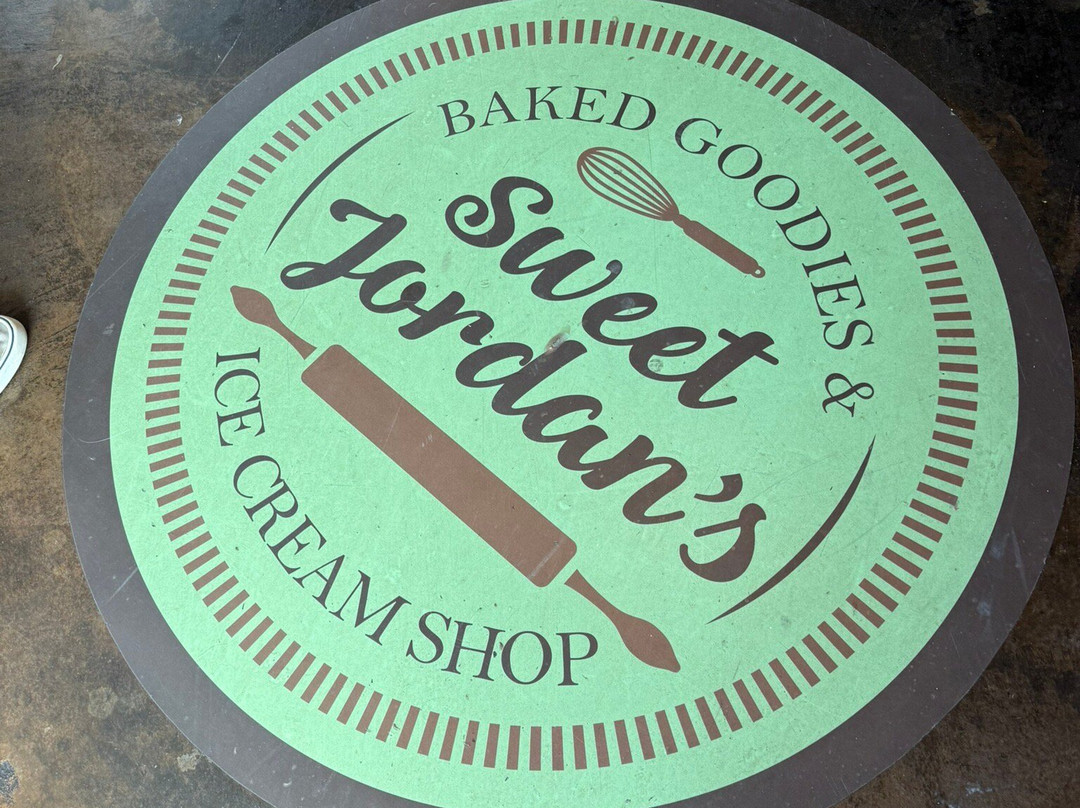 BAKED GOODIES &
Sweet
Jordan's
ICE CREAM SHOP